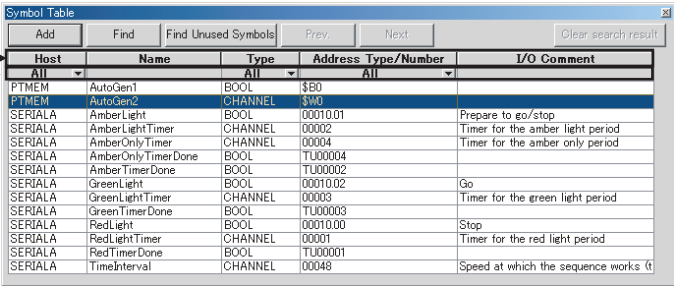 Symbol Table
Add Find Find Unused Symbols Prev. Next Clear search result
Host Name Type Address Type/Number I/O Comment
All All All
PTMEM AutoGen1 BOOL $B0
PTMEM AutoGen2 CHANNEL $W0
SERIALA AmberLight BOOL 00010.01 Prepare to go/stop
SERIALA AmberLightTimer CHANNEL 00002 Timer for the amber light period
SERIALA AmberOnlyTimer CHANNEL 00004 Timer for the amber only period
SERIALA AmberOnlyTimerDone BOOL TU00004
SERIALA AmberTimerDone BOOL TU00002
SERIALA GreenLight BOOL 00010.02 Go
SERIALA GreenLightTimer CHANNEL 00003 Timer for the green light period
SERIALA GreenTimerDone BOOL TU00003
SERIALA RedLight BOOL 00010.00 Stop
SERIALA RedLightTimer CHANNEL 00001 Timer for the red light period
SERIALA RedTimerDone BOOL TU00001
SERIALA TimeInterval CHANNEL 00048 Speed at which the sequence works (t